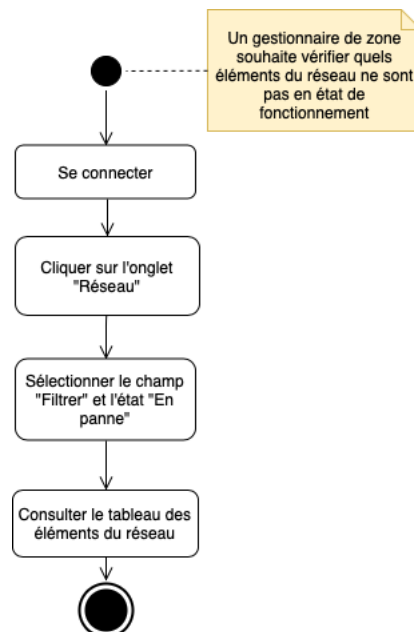 Un gestionnaire de zone
souhaite vérifier quels
éléments du réseau ne sont
pas en état de
fonctionnement
Se connecter
Cliquer sur l'onglet
"Réseau"
Sélectionner le champ
"Filtrer" et l'état "En
panne"
Consulter le tableau des
éléments du réseau